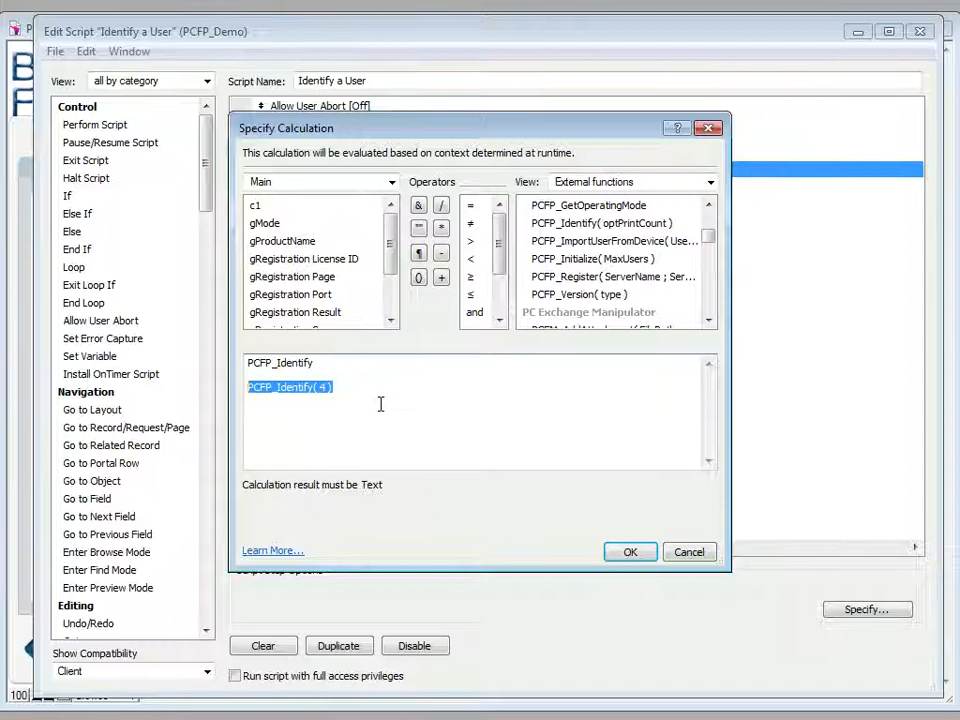 Edit Script "Identify a User" (PCFP_Demo)
File Edit Window
View: all by category
Script Name: Identify a User
Control
Perform Script
Pause/Resume Script
Exit Script
Halt Script
If
Else If
Else
End If
Loop
Exit Loop If
End Loop
Allow User Abort
Set Error Capture
Set Variable
Install OnTimer Script
Navigation
Go to Layout
Go to Record/Request/Page
Go to Related Record
Go to Portal Row
Go to Object
Go to Field
Go to Next Field
Go to Previous Field
Enter Browse Mode
Enter Find Mode
Enter Preview Mode
Editing
Undo/Redo
Show Compatibility
Client
Allow User Abort [Off]
Specify Calculation
This calculation will be evaluated based on context determined at runtime.
Main
Operators
View: External functions
c1
gMode
gProductName
gRegistration License ID
gRegistration Page
gRegistration Port
gRegistration Result
& /
"" *
¶ -
() +
=
≠
>
<
≥
≤
and
PCFP_GetOperatingMode
PCFP_Identify( optPrintCount )
PCFP_ImportUserFromDevice( Use...
PCFP_Initialize( MaxUsers )
PCFP_Register( ServerName ; Ser...
PCFP_Version( type )
PC Exchange Manipulator
PCFP_Identify
PCFP_Identify( 4 )
Calculation result must be Text
Learn More...
OK
Cancel
Specify...
Clear
Duplicate
Disable
Run script with full access privileges
100